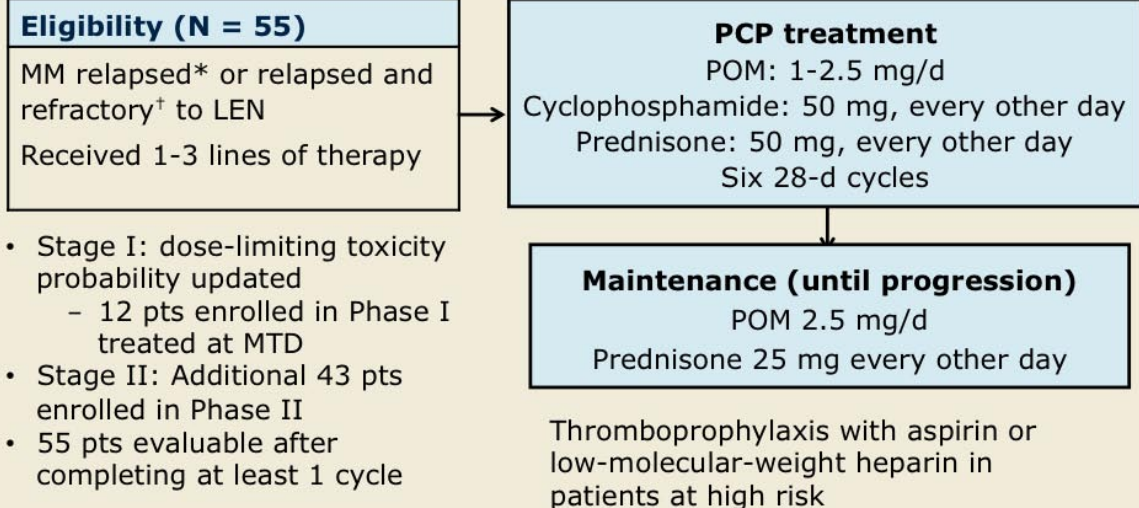 Eligibility (N = 55)
MM relapsed* or relapsed and
refractory† to LEN
Received 1-3 lines of therapy
• Stage I: dose-limiting toxicity
probability updated
– 12 pts enrolled in Phase I
treated at MTD
• Stage II: Additional 43 pts
enrolled in Phase II
• 55 pts evaluable after
completing at least 1 cycle
PCP treatment
POM: 1-2.5 mg/d
Cyclophosphamide: 50 mg, every other day
Prednisone: 50 mg, every other day
Six 28-d cycles
Maintenance (until progression)
POM 2.5 mg/d
Prednisone 25 mg every other day
Thromboprophylaxis with aspirin or
low-molecular-weight heparin in
patients at high risk